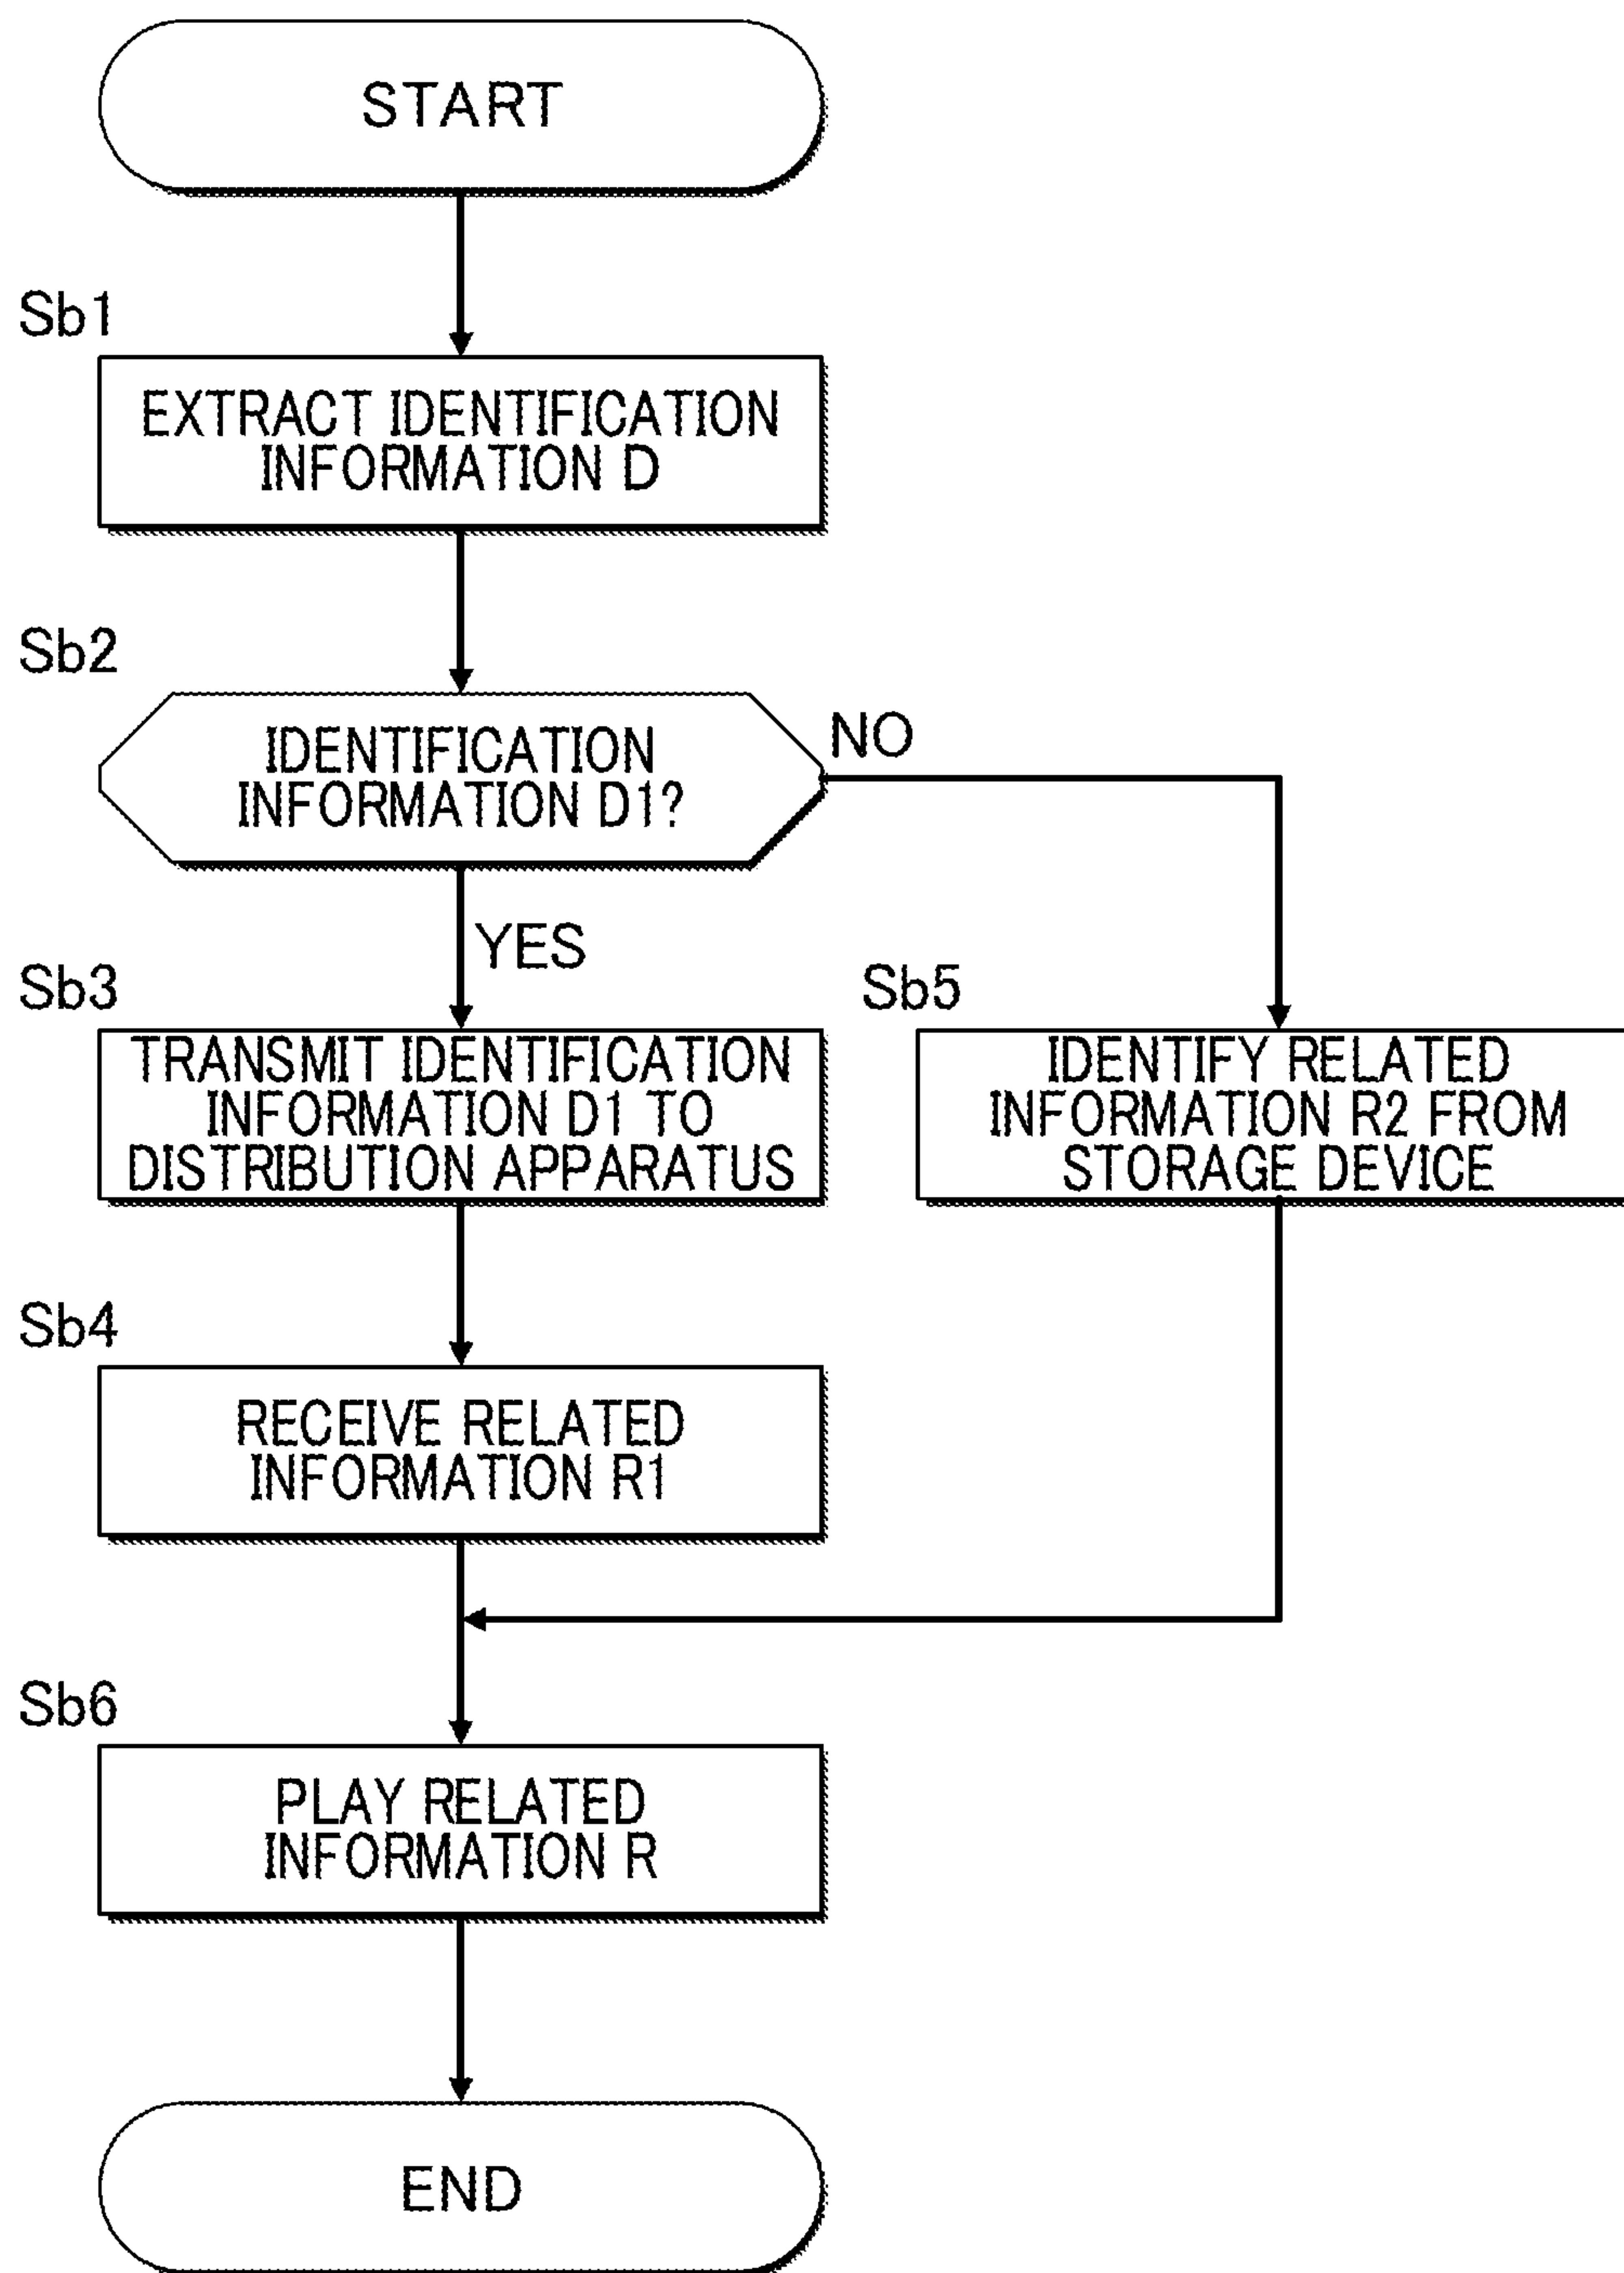 START
Sb1
EXTRACT IDENTIFICATION
INFORMATION D
Sb2
IDENTIFICATION
INFORMATION D1?
NO
YES
Sb3
TRANSMIT IDENTIFICATION
INFORMATION D1 TO
DISTRIBUTION APPARATUS
Sb5
IDENTIFY RELATED
INFORMATION R2 FROM
STORAGE DEVICE
Sb4
RECEIVE RELATED
INFORMATION R1
Sb6
PLAY RELATED
INFORMATION R
END